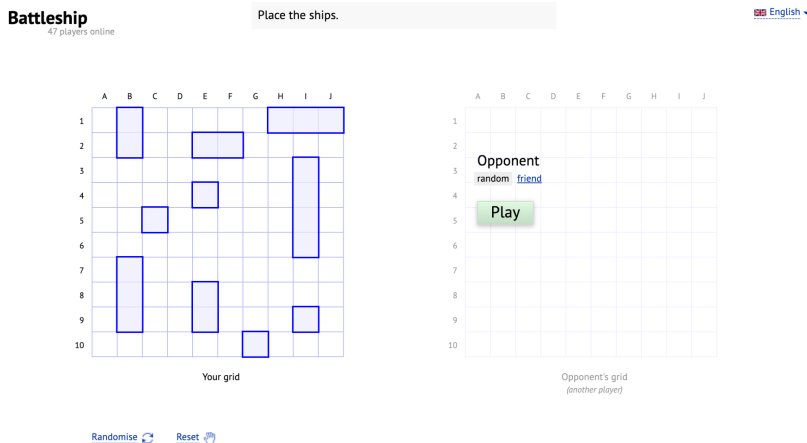 Battleship
47 players online
Place the ships.
English
A B C D E F G H I J
1
2
3
4
5
6
7
8
9
10
Your grid
Randomise
Reset
A B C D E F G H I J
1
2
3
4
5
6
7
8
9
10
Opponent
random friend
Play
Opponent's grid
(another player)